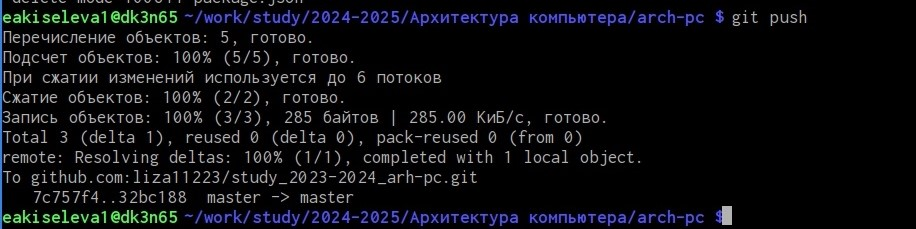 delete mode 100644 package.json
eakiseleva1@dk3n65 ~/work/study/2024-2025/Архитектура компьютера/arch-pc $ git push
Перечисление объектов: 5, готово.
Подсчет объектов: 100% (5/5), готово.
При сжатии изменений используется до 6 потоков
Сжатие объектов: 100% (2/2), готово.
Запись объектов: 100% (3/3), 285 байтов | 285.00 КиБ/с, готово.
Total 3 (delta 1), reused 0 (delta 0), pack-reused 0 (from 0)
remote: Resolving deltas: 100% (1/1), completed with 1 local object.
To github.com:liza11223/study_2023-2024_arh-pc.git
7c757f4..32bc188  master -> master
eakiseleva1@dk3n65 ~/work/study/2024-2025/Архитектура компьютера/arch-pc $